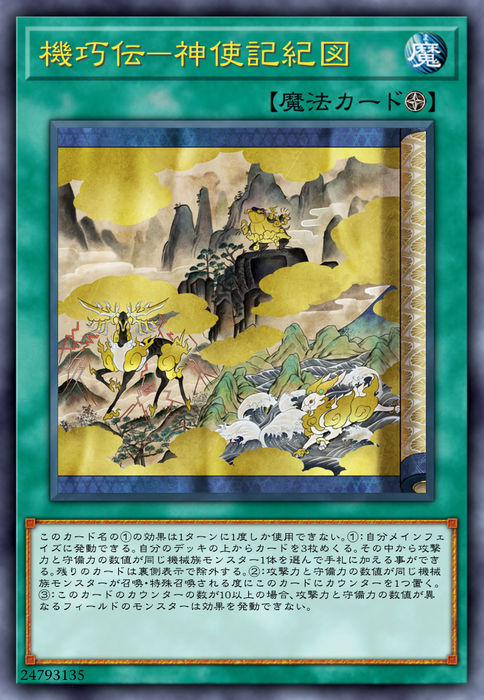 機巧伝-神使記紀図
魔
【魔法カード】
このカード名の①の効果は1ターンに1度しか使用できない。①:自分メインフェ
イズに発動できる。自分のデッキの上からカードを3枚めくる。その中から攻撃
力と守備力の数値が同じ機械族モンスター1体を選んで手札に加える事ができ
る。残りのカードは裏側表示で除外する。②:攻撃力と守備力の数値が同じ機械
族モンスターが召喚・特殊召喚される度にこのカードにカウンターを1つ置く。
③:このカードのカウンターの数が10以上の場合、攻撃力と守備力の数値が異
なるフィールドのモンスターは効果を発動できない。
24793135